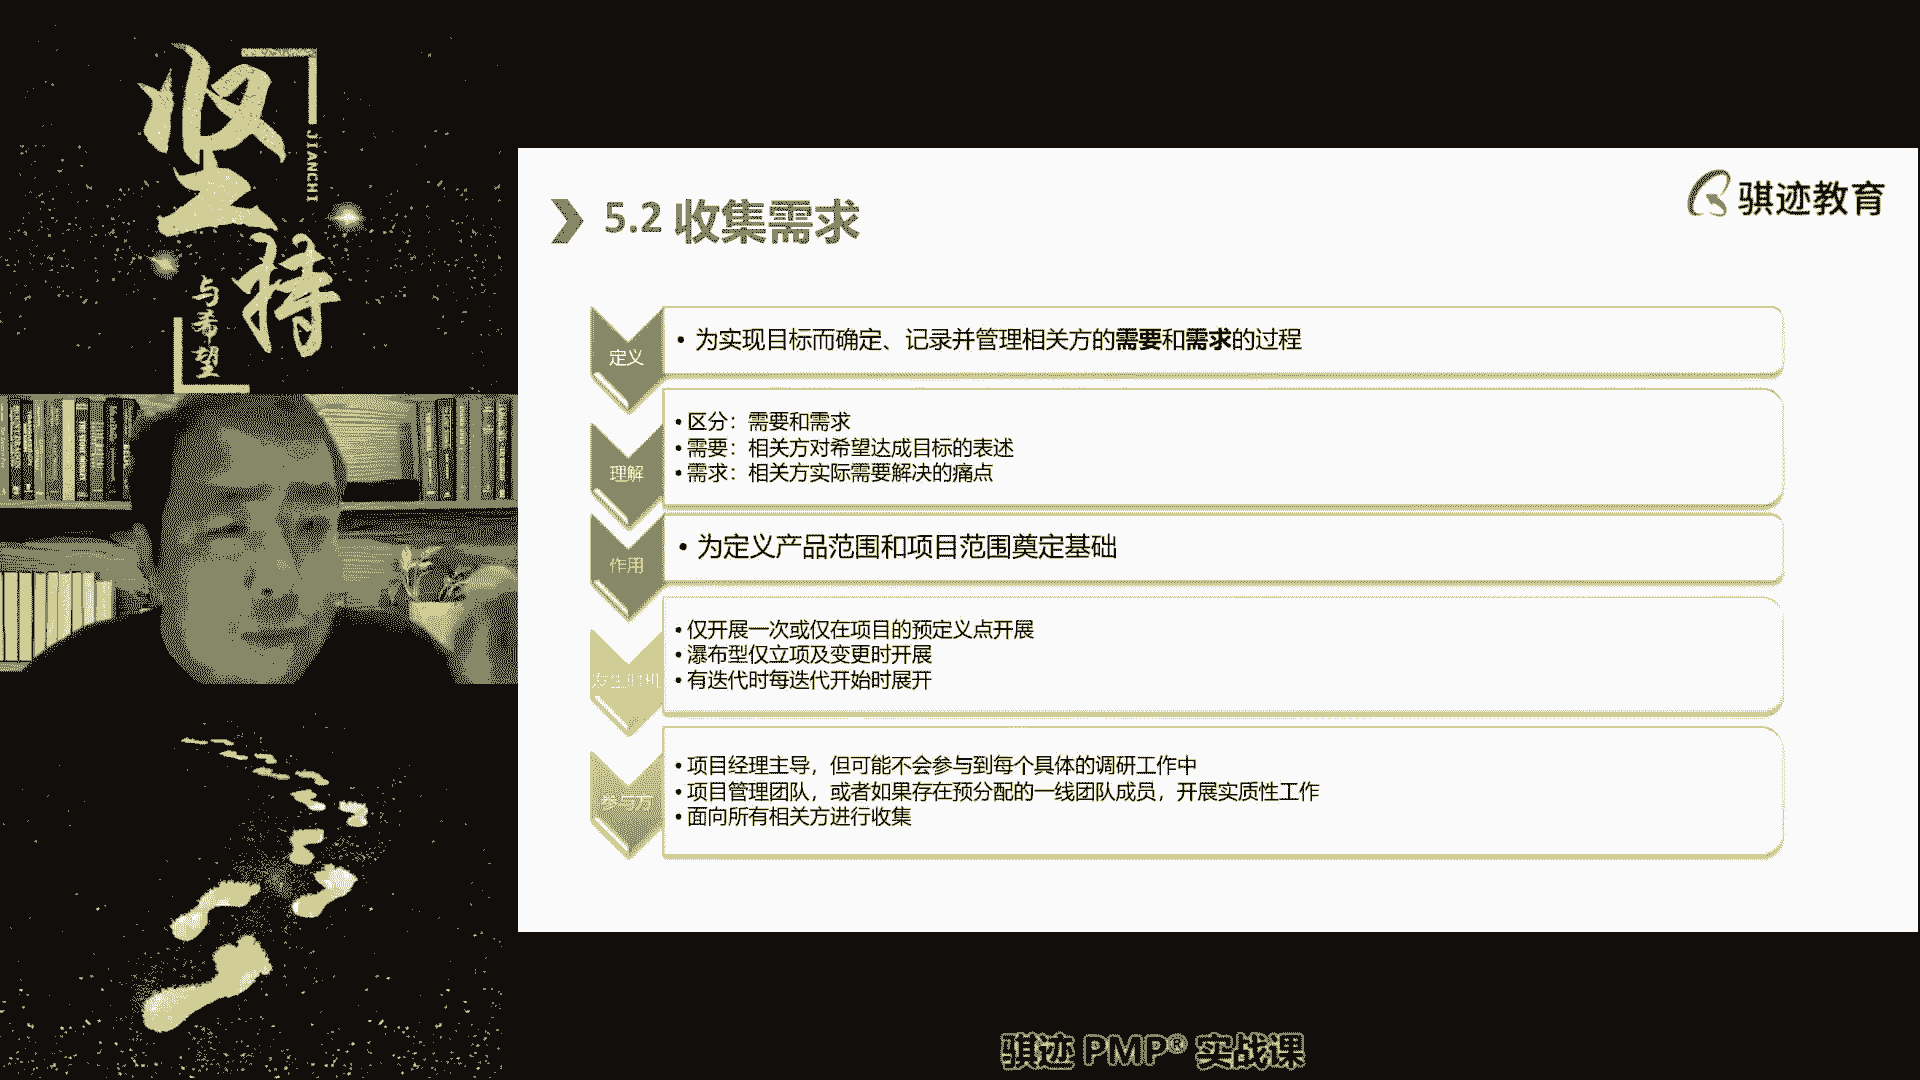 坚持
JIANCHI
与希望
骐迹教育
5.2 收集需求
定义
• 为实现目标而确定、记录并管理相关方的需要和需求的过程
理解
• 区分：需要和需求
• 需要：相关方对希望达成目标的表述
• 需求：相关方实际需要解决的痛点
作用
• 为定义产品范围和项目范围奠定基础
发生时机
• 仅开展一次或仅在项目的预定义点开展
• 瀑布型仅立项及变更时开展
• 有迭代时每迭代开始时展开
参与方
• 项目经理主导，但可能不会参与到每个具体的调研工作中
• 项目管理团队，或者如果存在预分配的一线团队成员，开展实质性工作
• 面向所有相关方进行收集
骐迹 PMP® 实战课